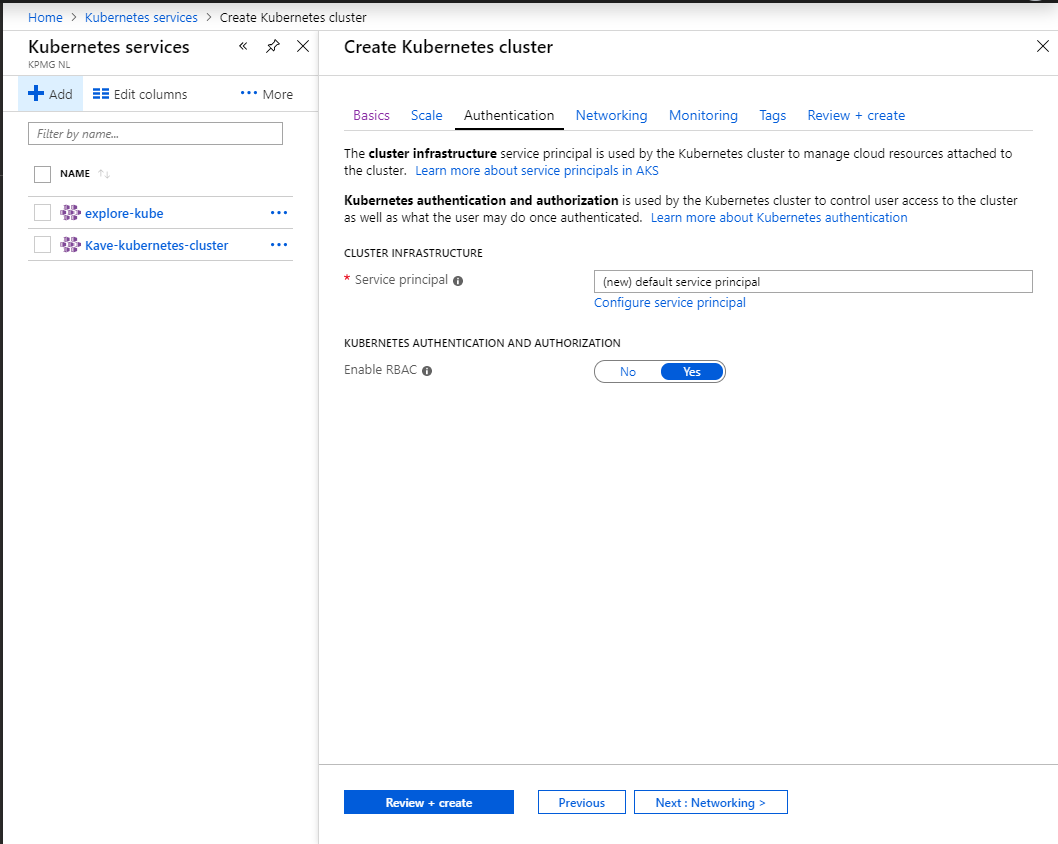 Home > Kubernetes services > Create Kubernetes cluster
Kubernetes services
KPMG NL
Add
Edit columns
More
Filter by name...
NAME
explore-kube
Kave-kubernetes-cluster
Create Kubernetes cluster
Basics
Scale
Authentication
Networking
Monitoring
Tags
Review + create
The cluster infrastructure service principal is used by the Kubernetes cluster to manage cloud resources attached to
the cluster. Learn more about service principals in AKS
Kubernetes authentication and authorization is used by the Kubernetes cluster to control user access to the cluster
as well as what the user may do once authenticated. Learn more about Kubernetes authentication
CLUSTER INFRASTRUCTURE
* Service principal
(new) default service principal
Configure service principal
KUBERNETES AUTHENTICATION AND AUTHORIZATION
Enable RBAC
No
Yes
Review + create
Previous
Next : Networking >